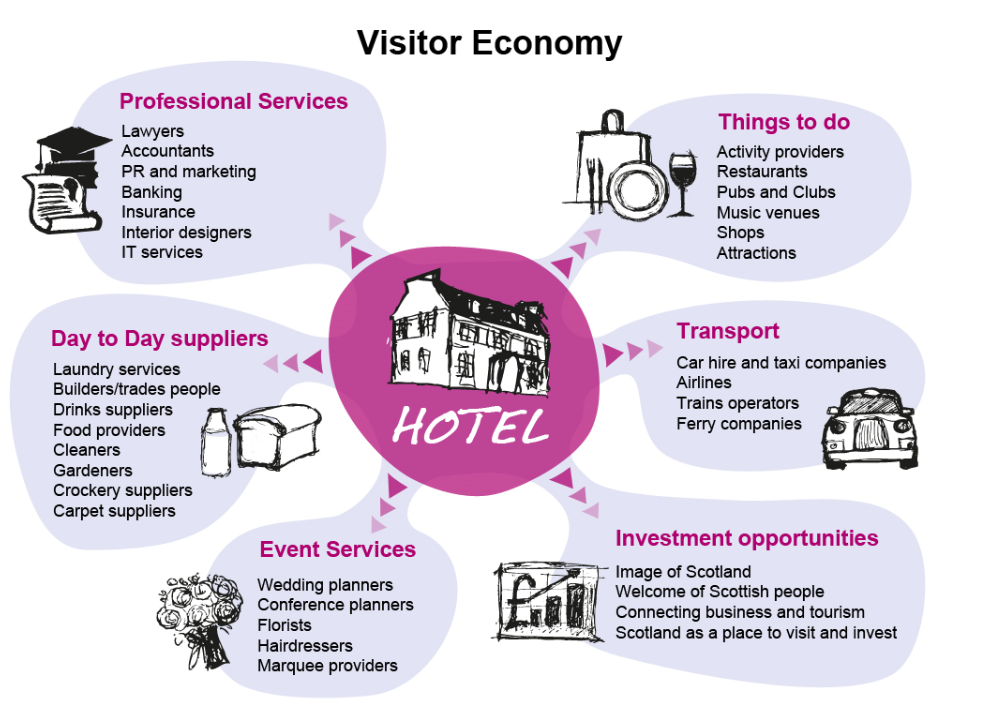 Visitor Economy
Professional Services
Lawyers
Accountants
PR and marketing
Banking
Insurance
Interior designers
IT services
Things to do
Activity providers
Restaurants
Pubs and Clubs
Music venues
Shops
Attractions
Day to Day suppliers
Laundry services
Builders/trades people
Drinks suppliers
Food providers
Cleaners
Gardeners
Crockery suppliers
Carpet suppliers
HOTEL
Transport
Car hire and taxi companies
Airlines
Trains operators
Ferry companies
Event Services
Wedding planners
Conference planners
Florists
Hairdressers
Marquee providers
Investment opportunities
£
Image of Scotland
Welcome of Scottish people
Connecting business and tourism
Scotland as a place to visit and invest